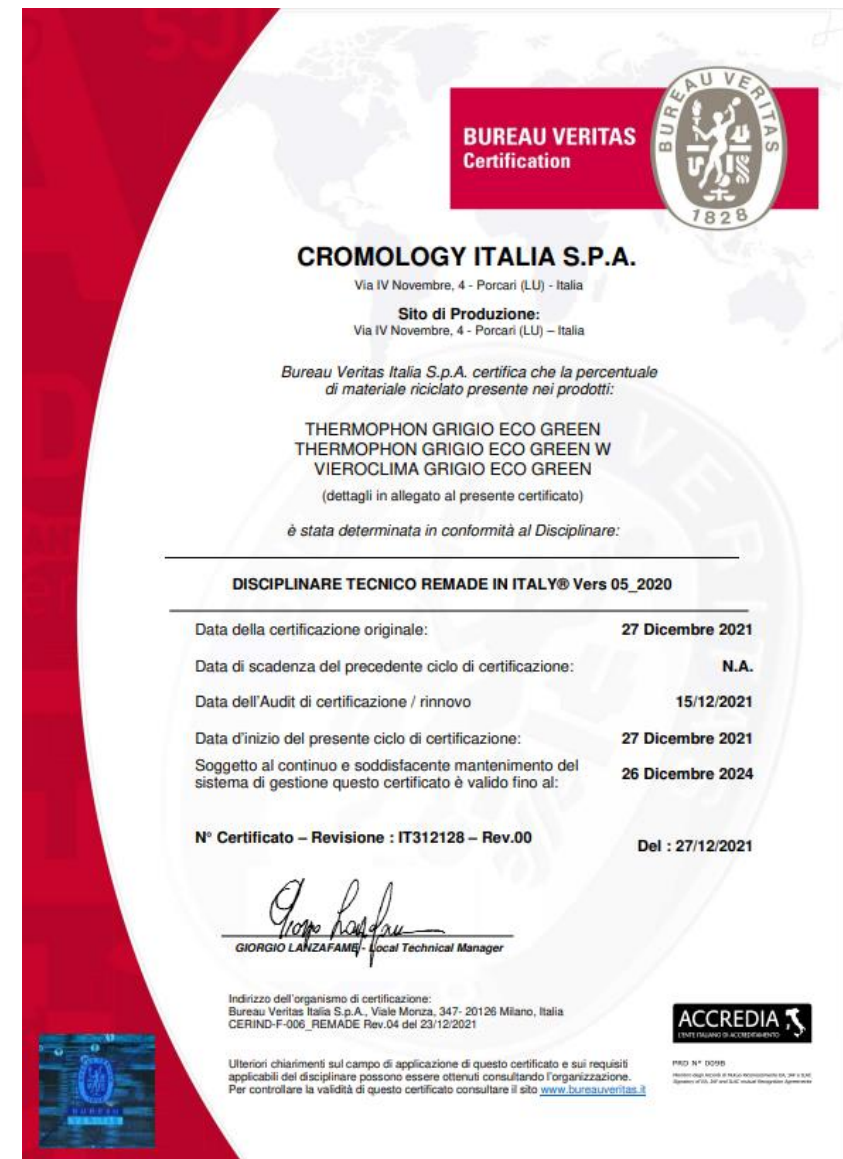 BUREAU VERITAS
Certification
BUREAU VERITAS
1828
CROMOLOGY ITALIA S.P.A.
Via IV Novembre, 4 - Porcari (LU) - Italia
Sito di Produzione:
Via IV Novembre, 4 - Porcari (LU) – Italia
Bureau Veritas Italia S.p.A. certifica che la percentuale
di materiale riciclato presente nei prodotti:
THERMOPHON GRIGIO ECO GREEN
THERMOPHON GRIGIO ECO GREEN W
VIEROCLIMA GRIGIO ECO GREEN
(dettagli in allegato al presente certificato)
è stata determinata in conformità al Disciplinare:
DISCIPLINARE TECNICO REMADE IN ITALY® Vers 05_2020
Data della certificazione originale: 27 Dicembre 2021
Data di scadenza del precedente ciclo di certificazione: N.A.
Data dell'Audit di certificazione / rinnovo 15/12/2021
Data d'inizio del presente ciclo di certificazione: 27 Dicembre 2021
Soggetto al continuo e soddisfacente mantenimento del
sistema di gestione questo certificato è valido fino al: 26 Dicembre 2024
N° Certificato – Revisione : IT312128 – Rev.00 Del : 27/12/2021
GIORGIO LANZAFAME - Local Technical Manager
Indirizzo dell'organismo di certificazione:
Bureau Veritas Italia S.p.A., Viale Monza, 347- 20126 Milano, Italia
CERIND-F-006_REMADE Rev.04 del 23/12/2021
ACCREDIA
L'ENTE ITALIANO DI ACCREDITAMENTO
PRD N° 009B
Ulteriori chiarimenti sul campo di applicazione di questo certificato e sui requisiti
applicabili del disciplinare possono essere ottenuti consultando l'organizzazione.
Per controllare la validità di questo certificato consultare il sito www.bureauveritas.it
BUREAU
VERITAS